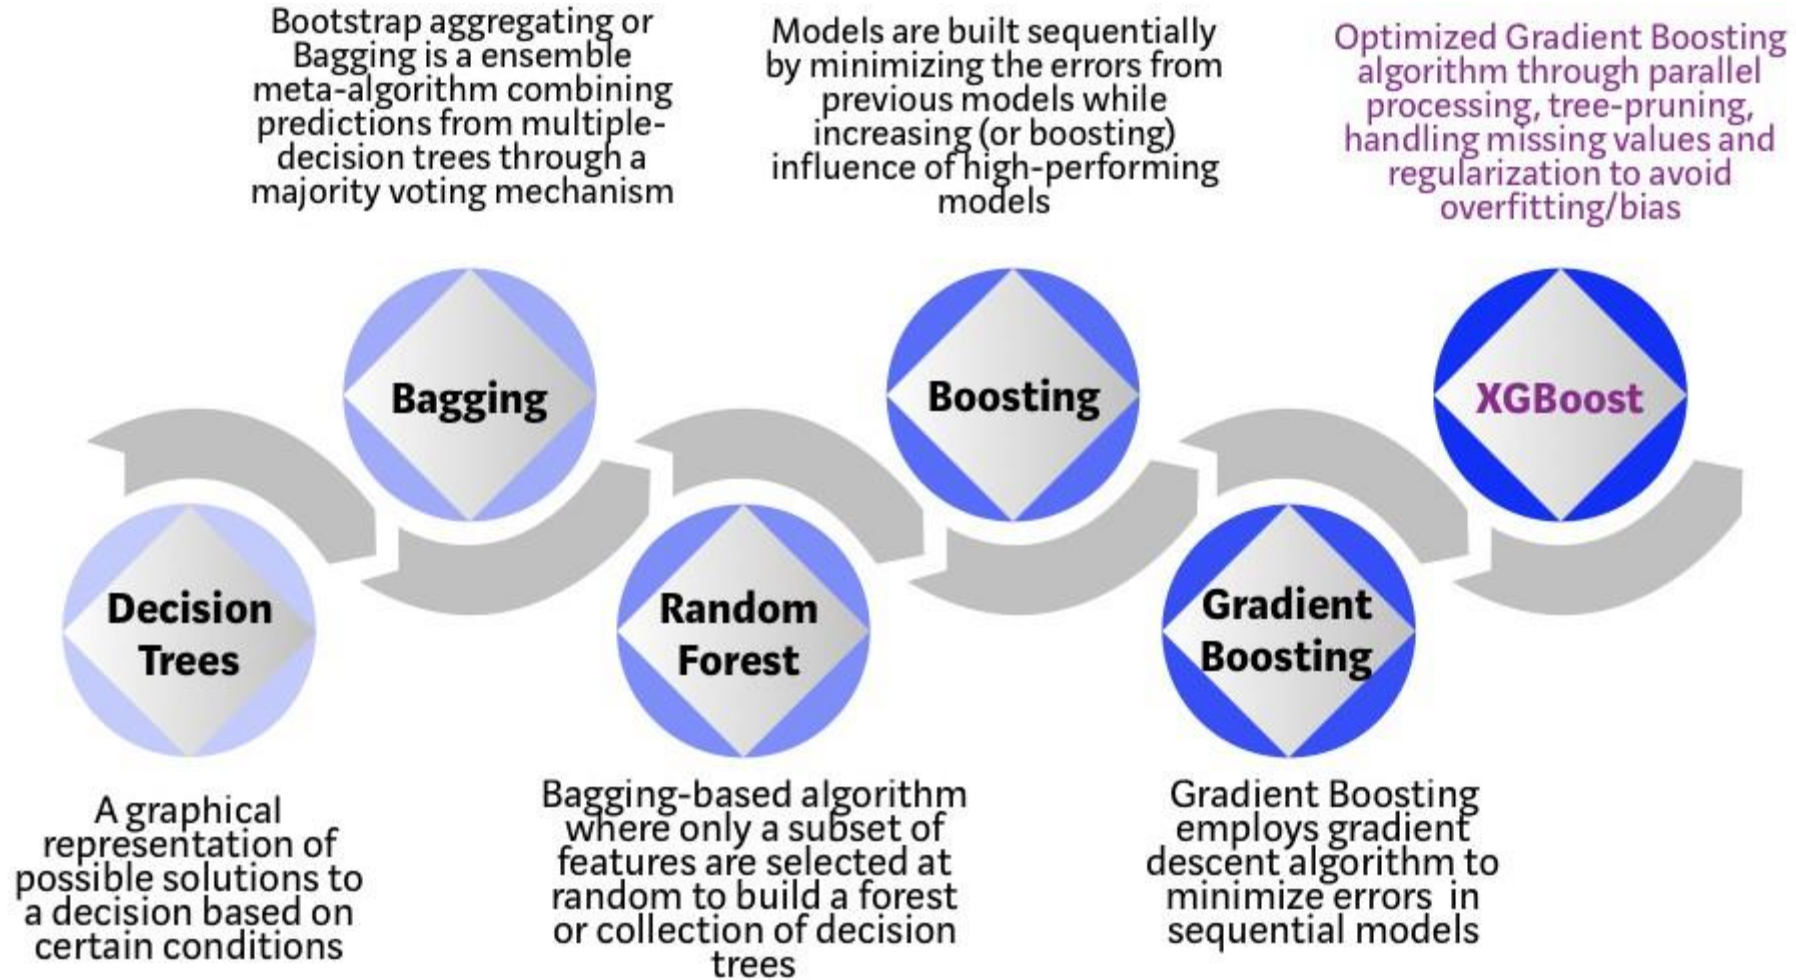 Bootstrap aggregating or
Bagging is a ensemble
meta-algorithm combining
predictions from multiple-
decision trees through a
majority voting mechanism
Models are built sequentially
by minimizing the errors from
previous models while
increasing (or boosting)
influence of high-performing
models
Optimized Gradient Boosting
algorithm through parallel
processing, tree-pruning,
handling missing values and
regularization to avoid
overfitting/bias
Bagging
Boosting
XGBoost
Decision
Trees
Random
Forest
Gradient
Boosting
A graphical
representation of
possible solutions to
a decision based on
certain conditions
Bagging-based algorithm
where only a subset of
features are selected at
random to build a forest
or collection of decision
trees
Gradient Boosting
employs gradient
descent algorithm to
minimize errors in
sequential models